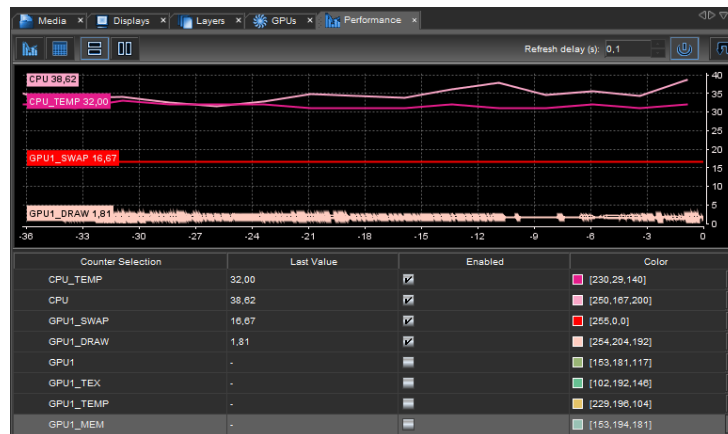 Media × Displays × Layers × GPUs × Performance ×
Refresh delay (s): 0,1
CPU 38,62
CPU_TEMP 32,00
GPU1_SWAP 16,67
GPU1_DRAW 1,81
40
35
30
25
20
15
10
5
0
-36 -33 -30 -27 -24 -21 -18 -15 -12 -9 -6 -3 0
Counter Selection Last Value Enabled Color
CPU_TEMP 32,00 [230,29,140]
CPU 38,62 [250,167,200]
GPU1_SWAP 16,67 [255,0,0]
GPU1_DRAW 1,81 [254,204,192]
GPU1 - [153,181,117]
GPU1_TEX - [102,192,146]
GPU1_TEMP - [229,196,104]
GPU1_MEM - [153,194,181]